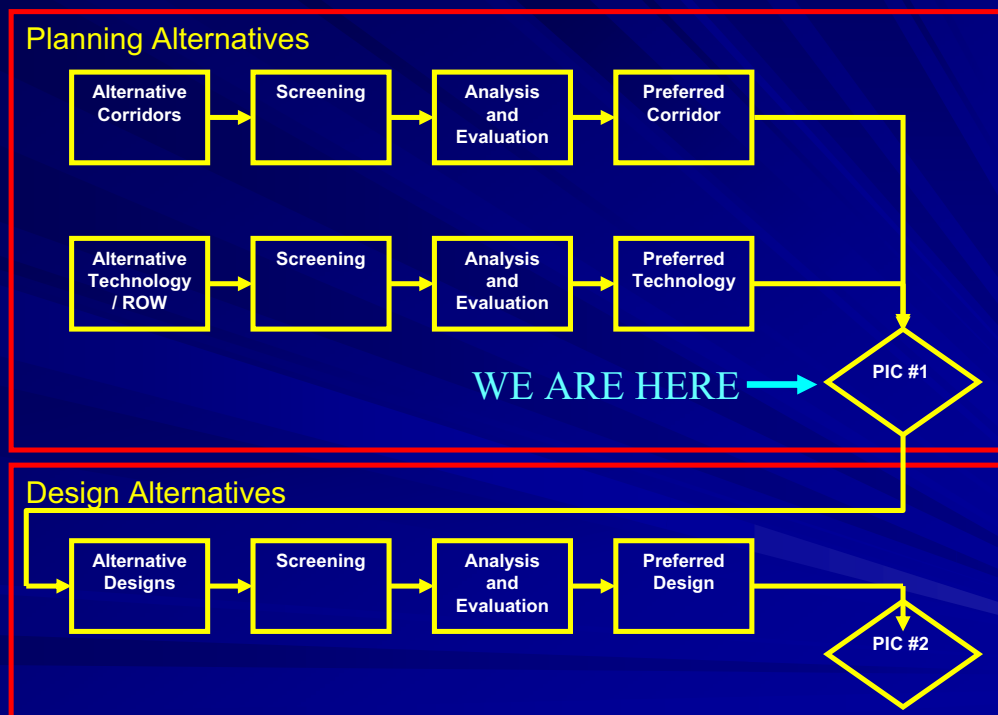 Planning Alternatives
Alternative
Corridors
Screening
Analysis
and
Evaluation
Preferred
Corridor
Alternative
Technology
/ ROW
Screening
Analysis
and
Evaluation
Preferred
Technology
PIC #1
WE ARE HERE
Design Alternatives
Alternative
Designs
Screening
Analysis
and
Evaluation
Preferred
Design
PIC #2